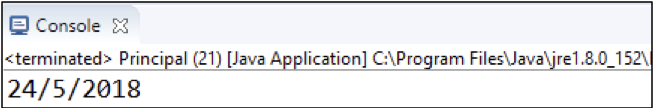 Console
<terminated> Principal (21) [Java Application] C:\Program Files\Java\jre1.8.0_152\
24/5/2018